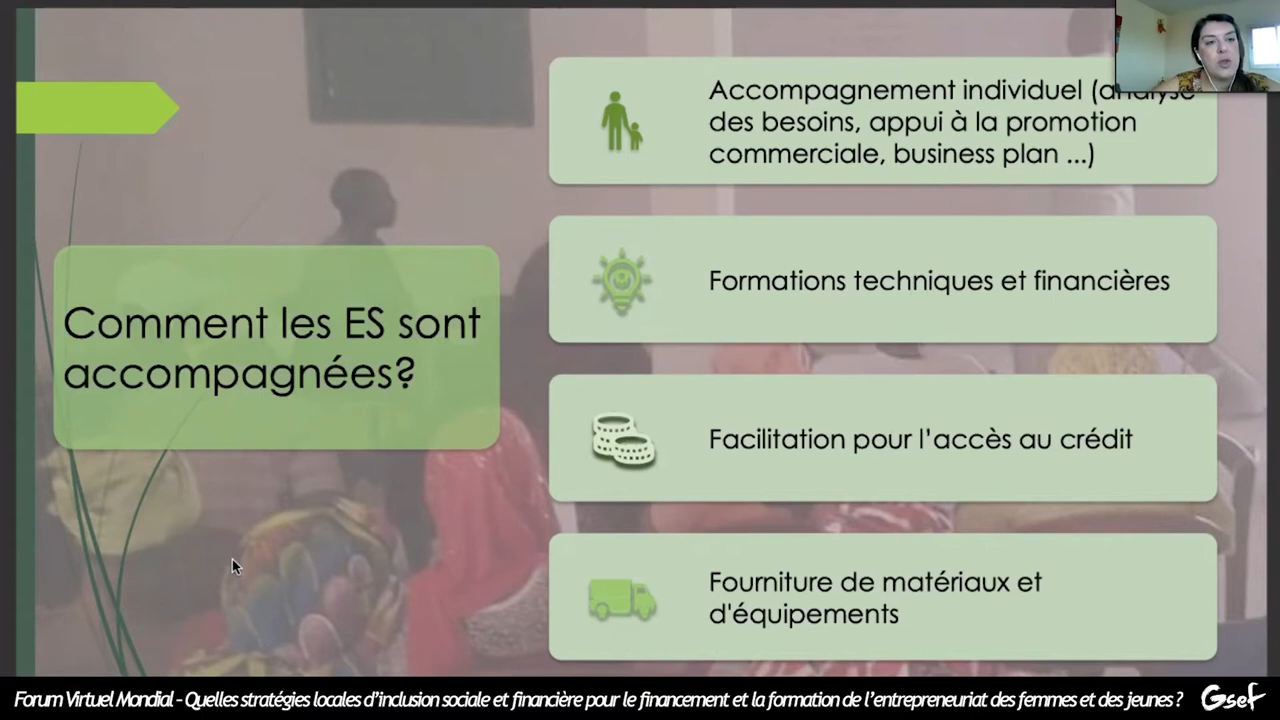 Comment les ES sont
accompagnées?
Accompagnement individuel (analyse
des besoins, appui à la promotion
commerciale, business plan ...)
Formations techniques et financières
Facilitation pour l'accès au crédit
Fourniture de matériaux et
d'équipements
Forum Virtuel Mondial - Quelles stratégies locales d'inclusion sociale et financière pour le financement et la formation de l'entrepreneuriat des femmes et des jeunes ? Gsef